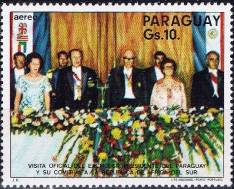 aereo
PARAGUAY
Gs.10.
VISITA OFICIAL DEL EXCMO. SR. PRESIDENTE DEL PARAGUAY
Y SU COMITIVA A LA REPUBLICA DE AFRICA DEL SUR